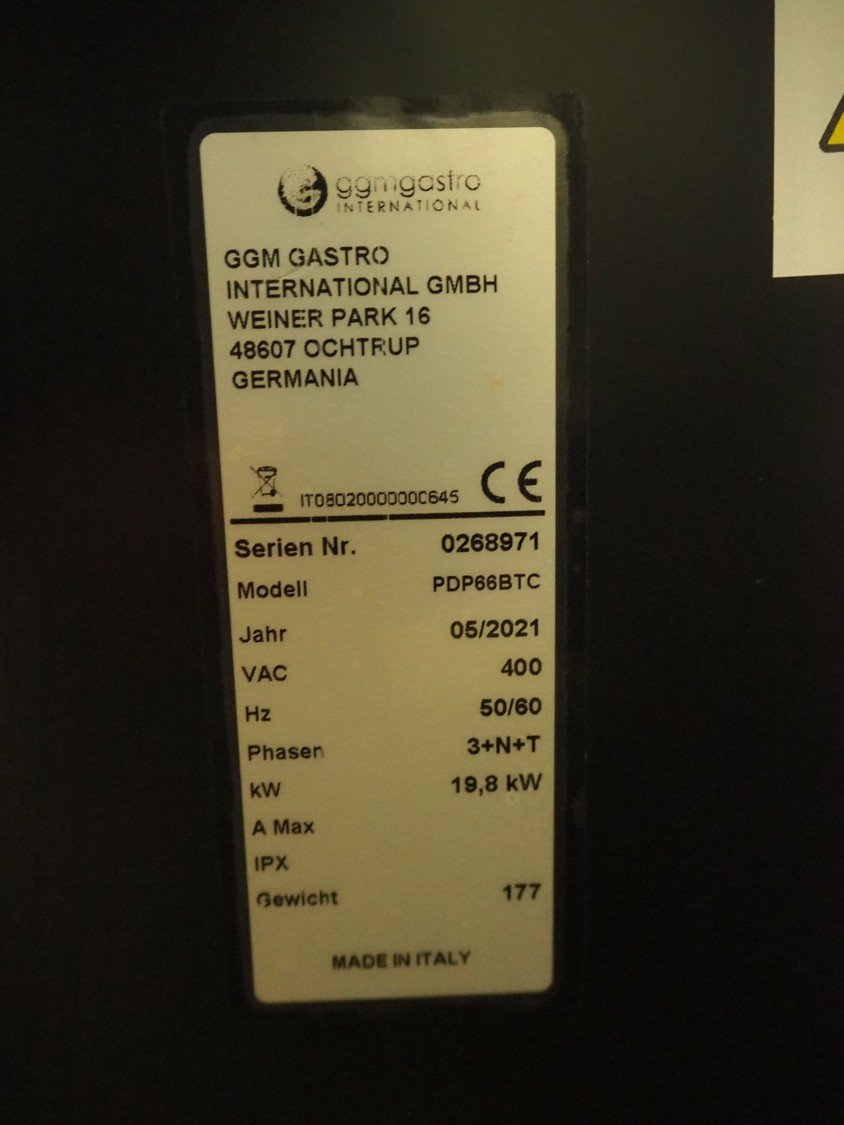 ggmgastro
INTERNATIONAL
GGM GASTRO
INTERNATIONAL GMBH
WEINER PARK 16
48607 OCHTRUP
GERMANIA
IT08020000000645 CE
Serien Nr. 0268971
Modell PDP66BTC
Jahr 05/2021
VAC 400
Hz 50/60
Phasen 3+N+T
kW 19,8 kW
A Max
IPX
Gewicht 177
MADE IN ITALY